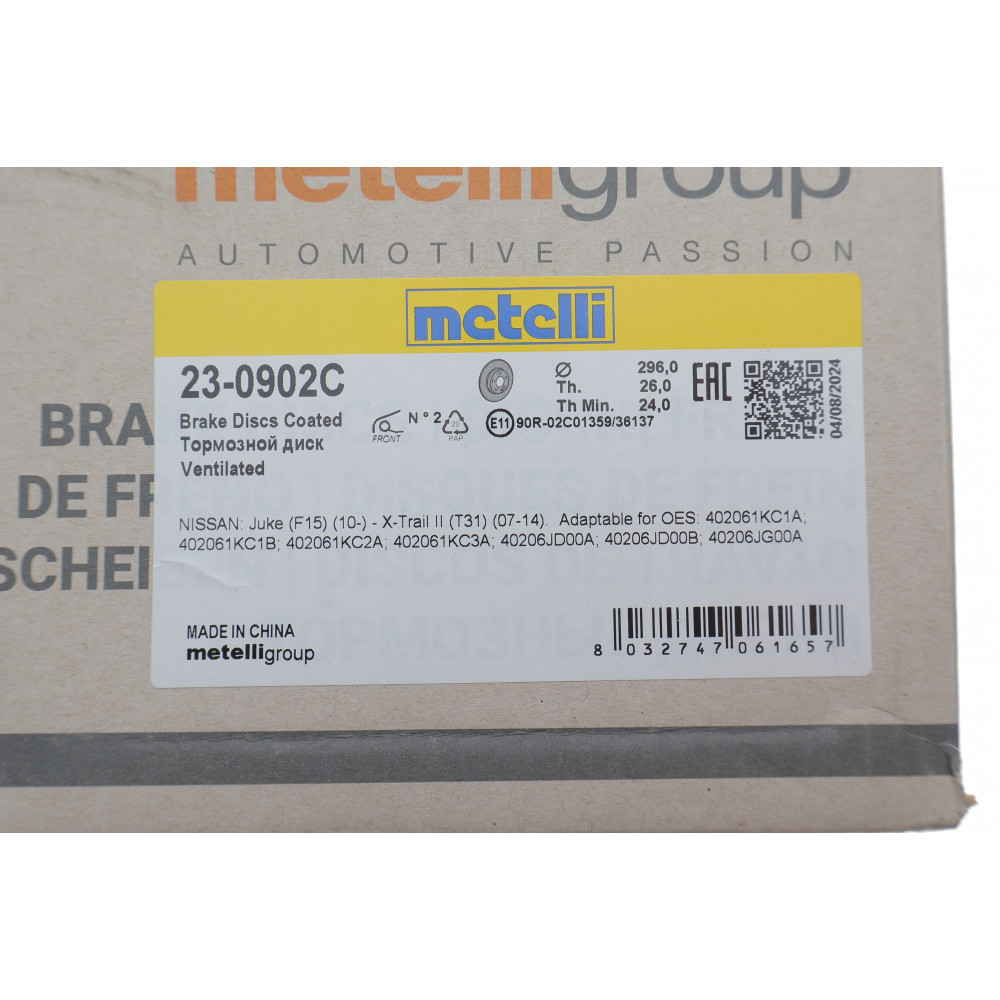 metelligroup
AUTOMOTIVE PASSION
metelli
23-0902C
Brake Discs Coated
Тормозной диск
Ventilated
FRONT
N° 2
20
PAP
Ø 296,0
Th. 26,0
Th Min. 24,0
E11 90R-02C01359/36137
EAC
04/08/2024
NISSAN: Juke (F15) (10-) - X-Trail II (T31) (07-14). Adaptable for OES: 402061KC1A;
402061KC1B; 402061KC2A; 402061KC3A; 40206JD00A; 40206JD00B; 40206JG00A
MADE IN CHINA
metelligroup
8 032747 061657
BRA
DE FR
SCHEI